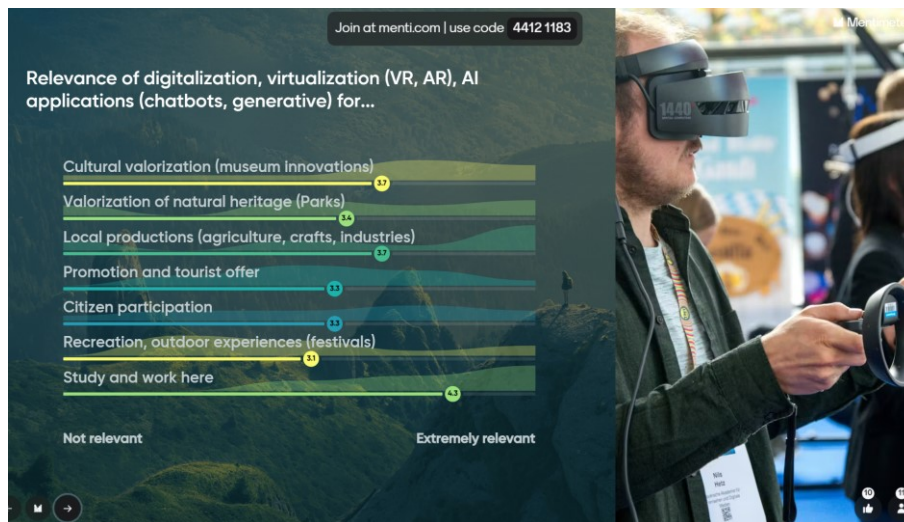 Join at menti.com | use code 4412 1183
Relevance of digitalization, virtualization (VR, AR), AI
applications (chatbots, generative) for...
Cultural valorization (museum innovations)
3.7
Valorization of natural heritage (Parks)
3.4
Local productions (agriculture, crafts, industries)
3.7
Promotion and tourist offer
3.3
Citizen participation
3.3
Recreation, outdoor experiences (festivals)
3.1
Study and work here
4.3
Not relevant
Extremely relevant
1440
Nils
10
11